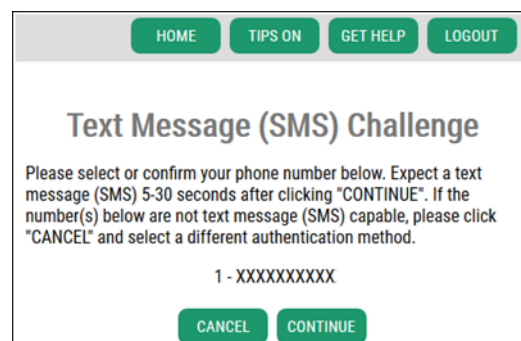 HOME TIPS ON GET HELP LOGOUT
Text Message (SMS) Challenge
Please select or confirm your phone number below. Expect a text
message (SMS) 5-30 seconds after clicking "CONTINUE". If the
number(s) below are not text message (SMS) capable, please click
"CANCEL" and select a different authentication method.
1 - XXXXXXXXXX
CANCEL CONTINUE